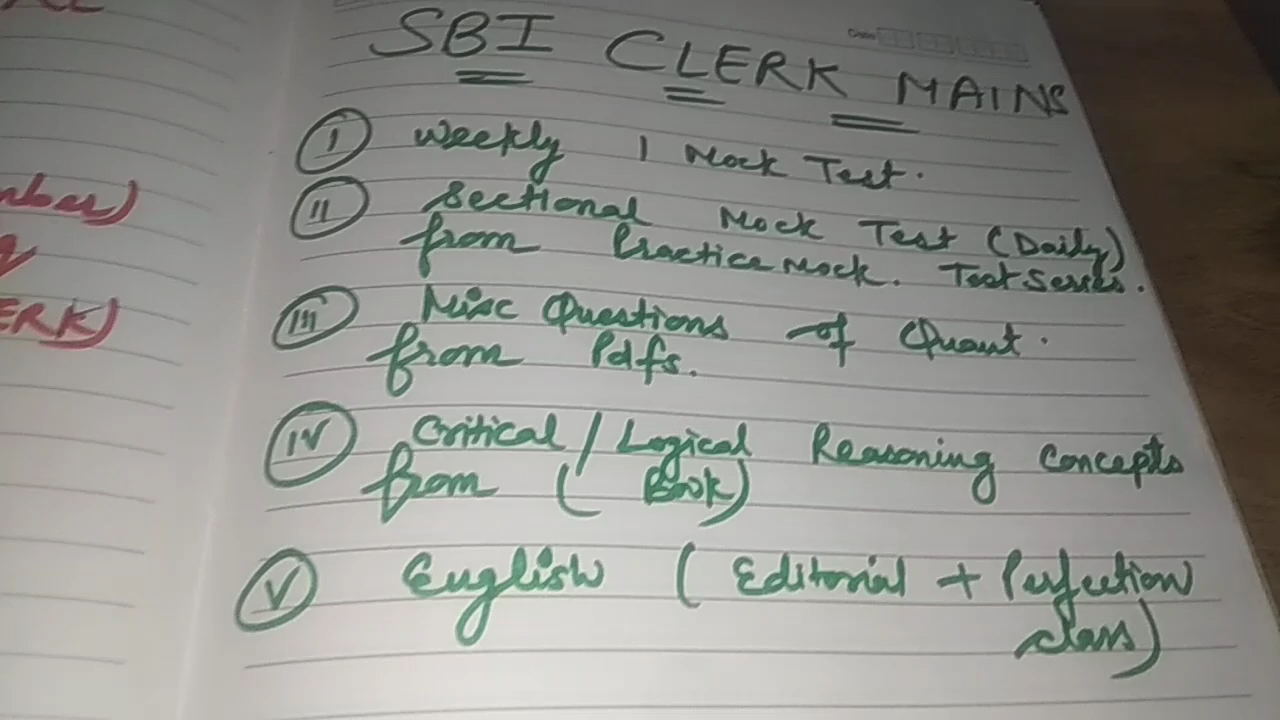 SBI CLERK MAINS
I Weekly 1 Mock Test.
II Sectional Mock Test (Daily)
from Practice Mock. Test Series.
III Misc Questions of Quant.
from Pdfs.
IV Critical / Logical Reasoning Concepts
from ( Book)
V English ( Editorial + Perfection
class)
ERK)